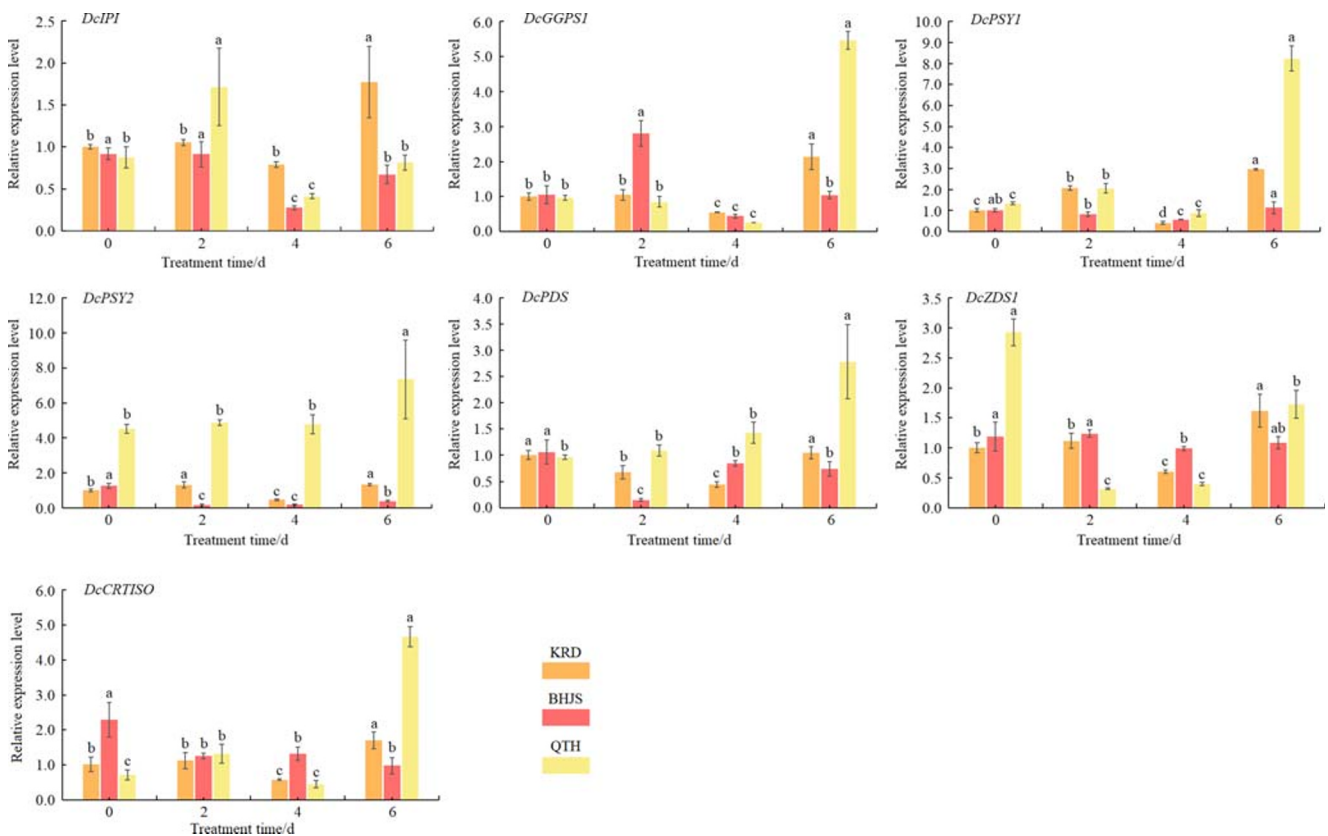 DcIPI
Relative expression level
2.5
2.0
1.5
1.0
0.5
0.0
b a b
b a a
b c c
a b b
0 2 4 6
Treatment time/d
DcGGPS1
Relative expression level
6.0
5.0
4.0
3.0
2.0
1.0
0.0
b b b
b a b
c c c
b b a
0 2 4 6
Treatment time/d
DcPSY1
Relative expression level
10.0
9.0
8.0
7.0
6.0
5.0
4.0
3.0
2.0
1.0
0.0
c ab c
b b b
d c c
a a a
0 2 4 6
Treatment time/d
DcPSY2
Relative expression level
12.0
10.0
8.0
6.0
4.0
2.0
0.0
b a b
a c b
c c b
a b a
0 2 4 6
Treatment time/d
DcPDS
Relative expression level
4.0
3.5
3.0
2.5
2.0
1.5
1.0
0.5
0.0
a a b
b c b
c b b
a b a
0 2 4 6
Treatment time/d
DcZDS1
Relative expression level
3.5
3.0
2.5
2.0
1.5
1.0
0.5
0.0
b a a
b a c
c b c
a ab b
0 2 4 6
Treatment time/d
DcCRTISO
Relative expression level
6.0
5.0
4.0
3.0
2.0
1.0
0.0
b a c
b b b
c b c
a b a
0 2 4 6
Treatment time/d
KRD
BHJS
QTH